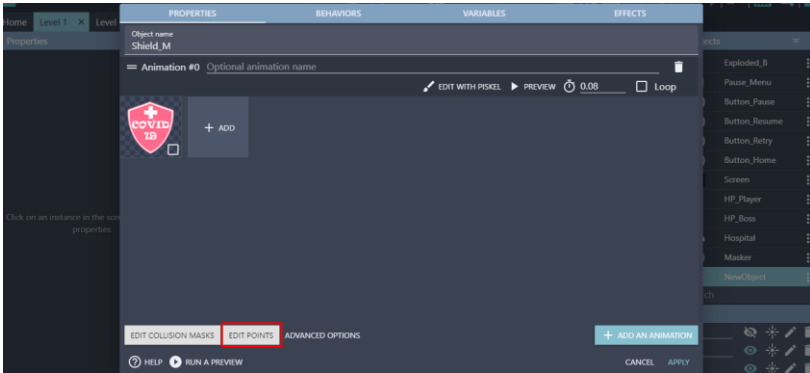 PROPERTIES BEHAVIORS VARIABLES EFFECTS
Home Level 1 × Level
Properties
Object name
Shield_M
Animation #0 Optional animation name
EDIT WITH PISKEL PREVIEW 0.08 Loop
COVID
19
+ ADD
ects
Exploded_B
Pause_Menu
Button_Pause
Button_Resume
Button_Retry
Button_Home
Screen
HP_Player
HP_Boss
Hospital
Masker
NewObject
ch
Click on an instance in the sce
properties
EDIT COLLISION MASKS EDIT POINTS ADVANCED OPTIONS + ADD AN ANIMATION
HELP RUN A PREVIEW CANCEL APPLY